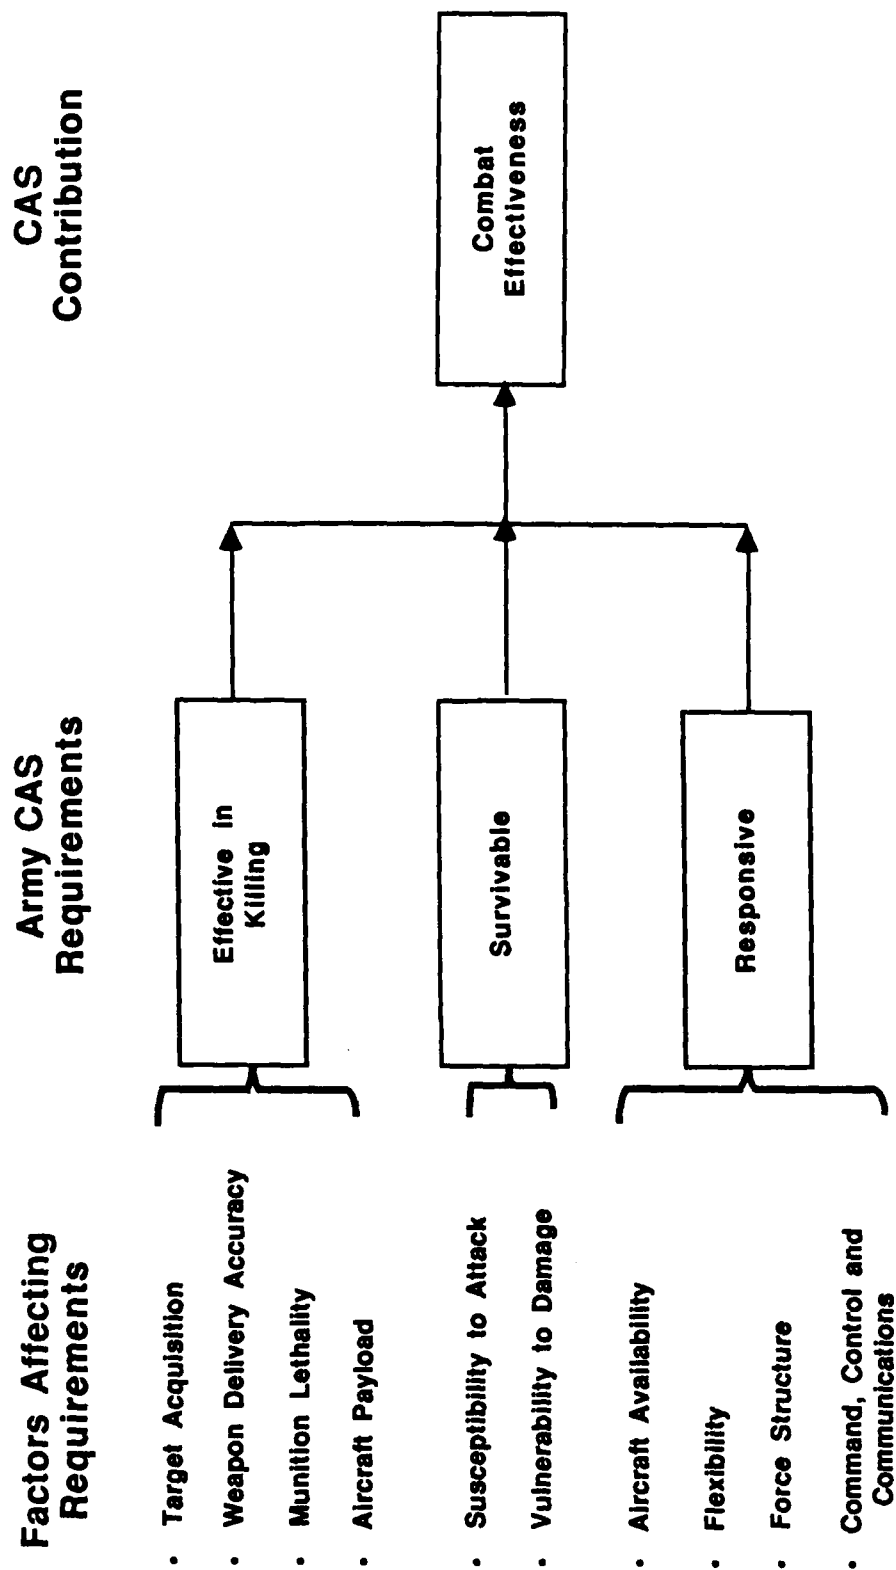 Factors Affecting
Requirements
• Target Acquisition
• Weapon Delivery Accuracy
• Munition Lethality
• Aircraft Payload
• Susceptibility to Attack
• Vulnerability to Damage
• Aircraft Availability
• Flexibility
• Force Structure
• Command, Control and
Communications
Army CAS
Requirements
Effective in
Killing
Survivable
Responsive
CAS
Contribution
Combat
Effectiveness